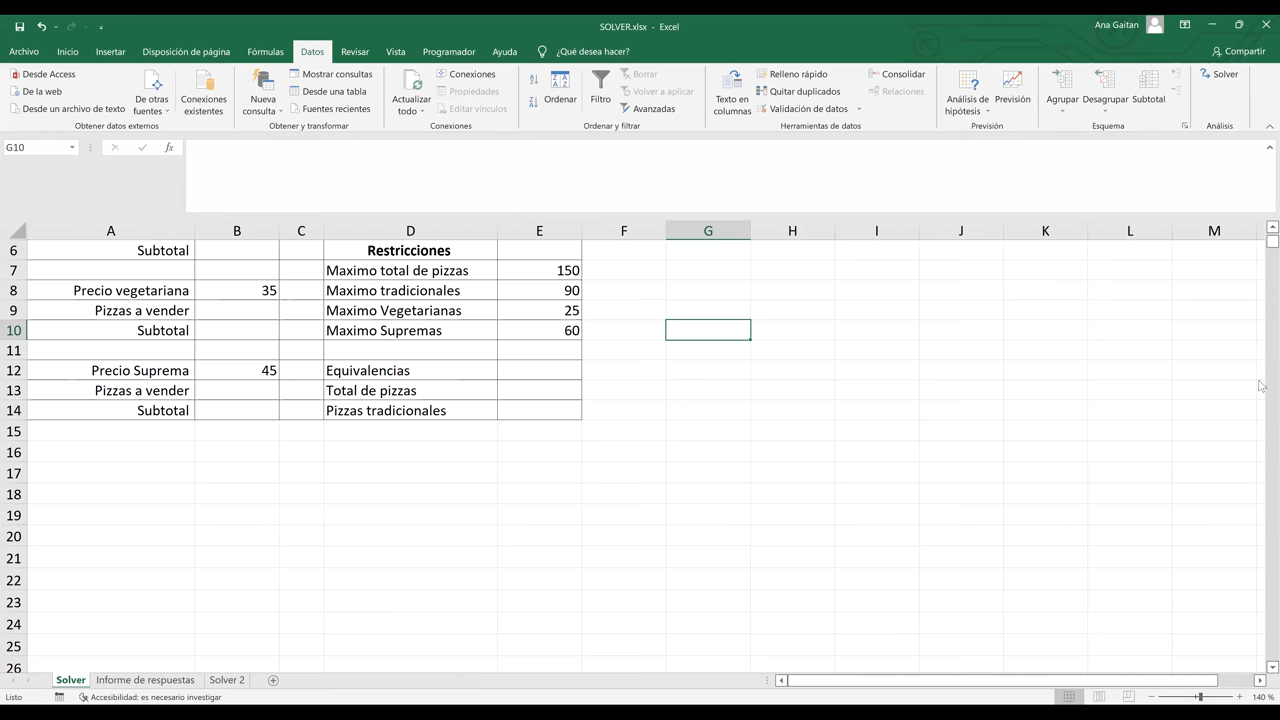 SOLVER.xlsx - Excel
Ana Gaitan
Archivo Inicio Insertar Disposición de página Fórmulas Datos Revisar Vista Programador Ayuda ¿Qué desea hacer? Compartir
Desde Access
De la web
Desde un archivo de texto
De otras fuentes
Conexiones existentes
Obtener datos externos
Nueva consulta
Mostrar consultas
Desde una tabla
Fuentes recientes
Obtener y transformar
Actualizar todo
Conexiones
Propiedades
Editar vínculos
Conexiones
Ordenar
Filtro
Borrar
Volver a aplicar
Avanzadas
Ordenar y filtrar
Texto en columnas
Relleno rápido
Quitar duplicados
Validación de datos
Consolidar
Relaciones
Herramientas de datos
Análisis de hipótesis
Previsión
Previsión
Agrupar
Desagrupar
Subtotal
Esquema
Solver
Análisis
G10 fx
A B C D E F G H I J K L M
6 Subtotal Restricciones
7 Maximo total de pizzas 150
8 Precio vegetariana 35 Maximo tradicionales 90
9 Pizzas a vender Maximo Vegetarianas 25
10 Subtotal Maximo Supremas 60
11
12 Precio Suprema 45 Equivalencias
13 Pizzas a vender Total de pizzas
14 Subtotal Pizzas tradicionales
15
16
17
18
19
20
21
22
23
24
25
26
Solver Informe de respuestas Solver 2
Listo Accesibilidad: es necesario investigar 140 %